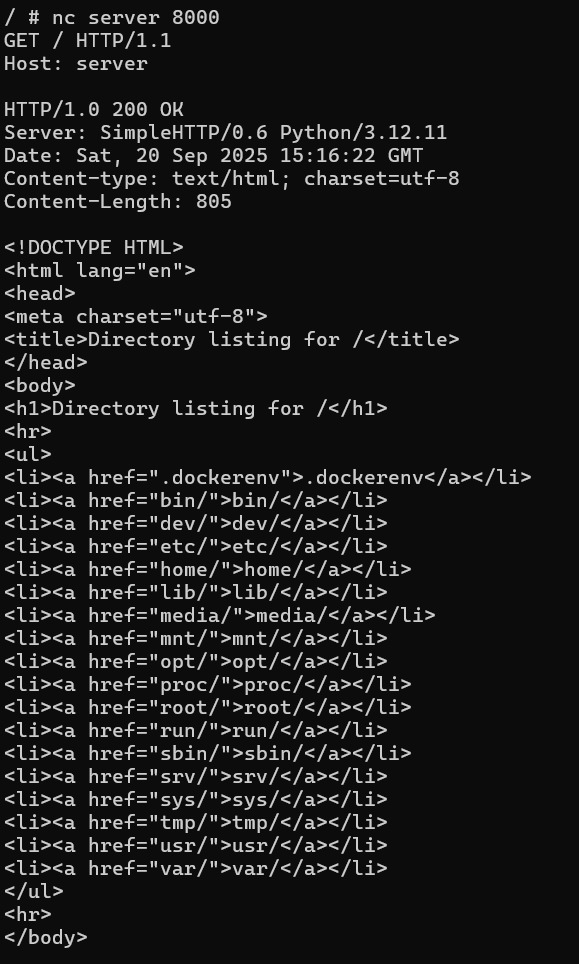 / # nc server 8000
GET / HTTP/1.1
Host: server

HTTP/1.0 200 OK
Server: SimpleHTTP/0.6 Python/3.12.11
Date: Sat, 20 Sep 2025 15:16:22 GMT
Content-type: text/html; charset=utf-8
Content-Length: 805

<!DOCTYPE HTML>
<html lang="en">
<head>
<meta charset="utf-8">
<title>Directory listing for /</title>
</head>
<body>
<h1>Directory listing for /</h1>
<hr>
<ul>
<li><a href=".dockerenv">.dockerenv</a></li>
<li><a href="bin/">bin/</a></li>
<li><a href="dev/">dev/</a></li>
<li><a href="etc/">etc/</a></li>
<li><a href="home/">home/</a></li>
<li><a href="lib/">lib/</a></li>
<li><a href="media/">media/</a></li>
<li><a href="mnt/">mnt/</a></li>
<li><a href="opt/">opt/</a></li>
<li><a href="proc/">proc/</a></li>
<li><a href="root/">root/</a></li>
<li><a href="run/">run/</a></li>
<li><a href="sbin/">sbin/</a></li>
<li><a href="srv/">srv/</a></li>
<li><a href="sys/">sys/</a></li>
<li><a href="tmp/">tmp/</a></li>
<li><a href="usr/">usr/</a></li>
<li><a href="var/">var/</a></li>
</ul>
<hr>
</body>